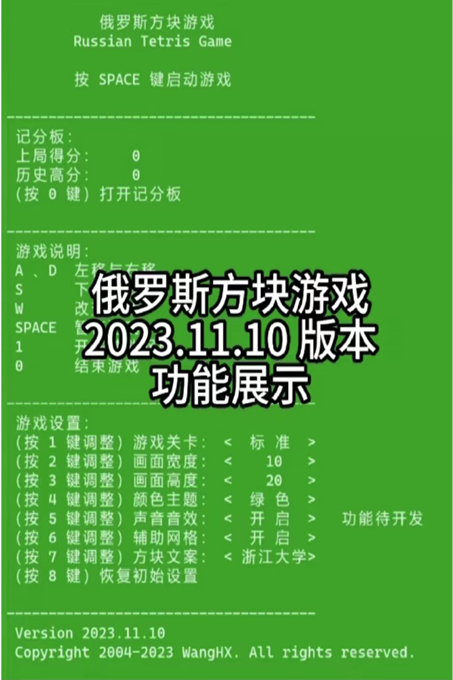 俄罗斯方块游戏
Russian Tetris Game
按 SPACE 键启动游戏
记分板:
上局得分: 0
历史高分: 0
(按 0 键) 打开记分板
游戏说明:
A 、D 左移与右移
S 下
W 改
SPACE 暂
1 开
0 结束游戏
俄罗斯方块游戏
2023.11.10 版本
功能展示
游戏设置:
(按 1 键调整) 游戏关卡: < 标 准 >
(按 2 键调整) 画面宽度: < 10 >
(按 3 键调整) 画面高度: < 20 >
(按 4 键调整) 颜色主题: < 绿 色 >
(按 5 键调整) 声音音效: < 开 启 > 功能待开发
(按 6 键调整) 辅助网格: < 开 启 >
(按 7 键调整) 方块文案: < 浙江大学>
(按 8 键) 恢复初始设置
Version 2023.11.10
Copyright 2004-2023 WangHX. All rights reserved.